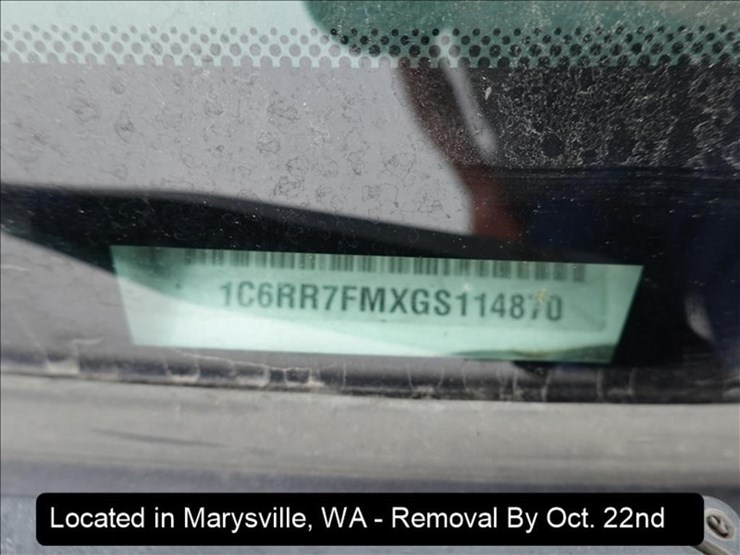 1C6RR7FMXGS114870
Located in Marysville, WA - Removal By Oct. 22nd